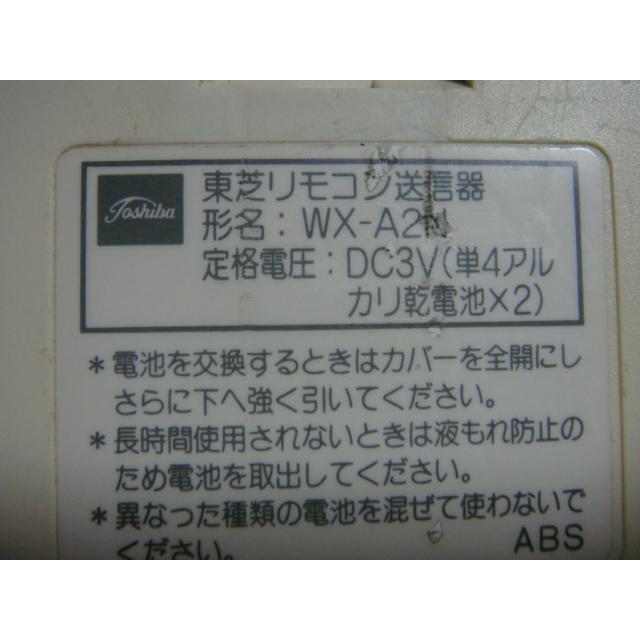 Toshiba
東芝リモコン送信器
形名：WX-A2N
定格電圧：DC3V(単4アル
カリ乾電池×2)
＊電池を交換するときはカバーを全開にし
さらに下へ強く引いてください。
＊長時間使用されないときは液もれ防止の
ため電池を取出してください。
＊異なった種類の電池を混ぜて使わないで
ください。 ABS